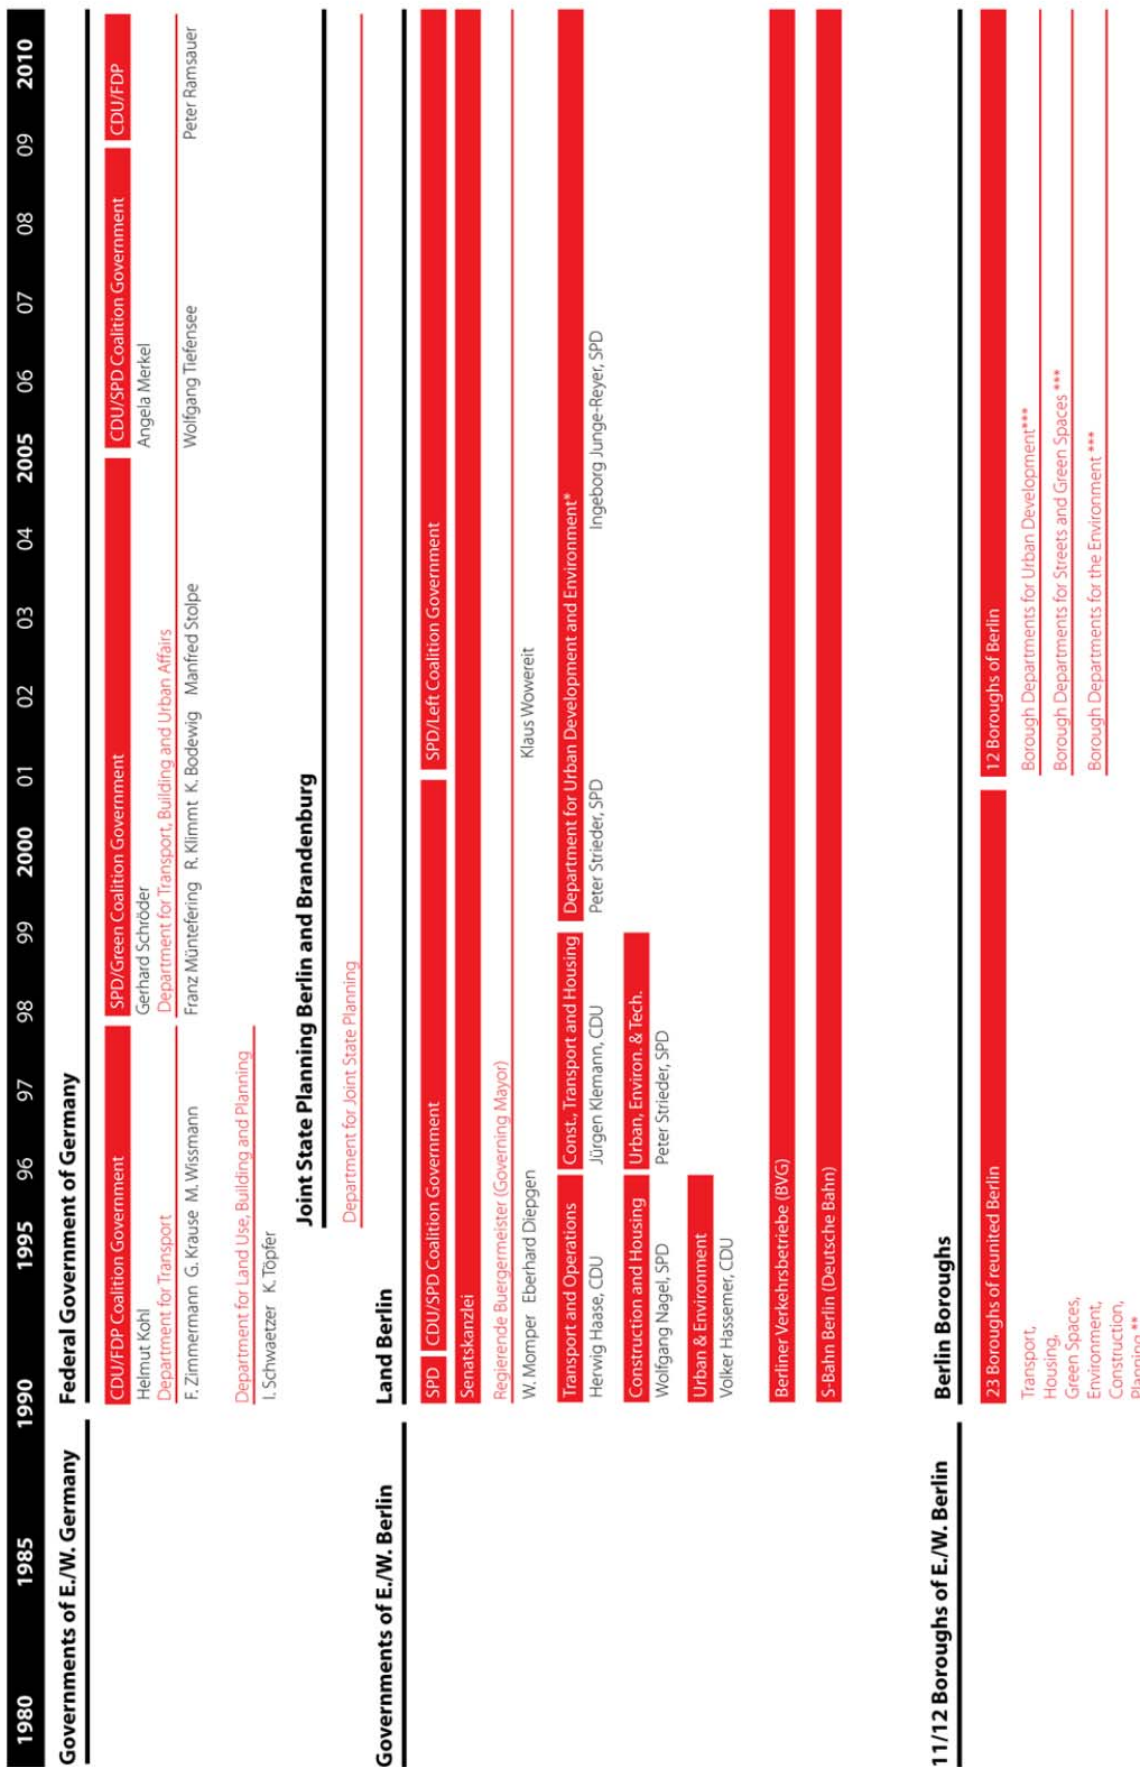 1980 1985 1990 1995 96 97 98 99 2000 01 02 03 04 2005 06 07 08 09 2010
Governments of E./W. Germany Federal Government of Germany
CDU/FDP Coalition Government SPD/Green Coalition Government CDU/SPD Coalition Government CDU/FDP
Helmut Kohl Gerhard Schröder Angela Merkel
Department for Transport Department for Transport, Building and Urban Affairs
F. Zimmermann G. Krause M. Wissmann Franz Müntefering R. Klimmt K. Bodewig Manfred Stolpe Wolfgang Tiefensee Peter Ramsauer
Department for Land Use, Building and Planning
I. Schwaetzer K. Töpfer
Joint State Planning Berlin and Brandenburg
Department for Joint State Planning
Governments of E./W. Berlin Land Berlin
SPD CDU/SPD Coalition Government SPD/Left Coalition Government
Senatskanzlei
Regierende Buergermeister (Governing Mayor)
W. Momper Eberhard Diepgen Klaus Wowereit
Transport and Operations Const., Transport and Housing Department for Urban Development and Environment*
Herwig Haase, CDU Jürgen Klemann, CDU Peter Strieder, SPD Ingeborg Junge-Reyer, SPD
Construction and Housing Urban, Environ. & Tech.
Wolfgang Nagel, SPD Peter Strieder, SPD
Urban & Environment
Volker Hassemer, CDU
Berliner Verkehrsbetriebe (BVG)
S-Bahn Berlin (Deutsche Bahn)
11/12 Boroughs of E./W. Berlin Berlin Boroughs
23 Boroughs of reunited Berlin 12 Boroughs of Berlin
Transport, Borough Departments for Urban Development***
Housing,
Green Spaces, Borough Departments for Streets and Green Spaces ***
Environment, Borough Departments for the Environment ***
Construction,
Planning **